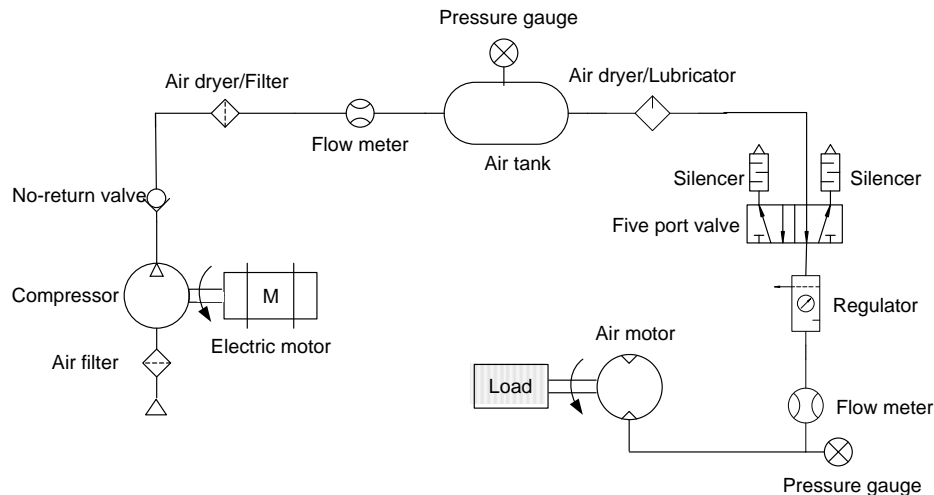 Pressure gauge
Air dryer/Filter
Air dryer/Lubricator
Flow meter
Air tank
No-return valve
Silencer
Silencer
Five port valve
Compressor
M
Regulator
Electric motor
Air motor
Air filter
Load
Flow meter
Pressure gauge